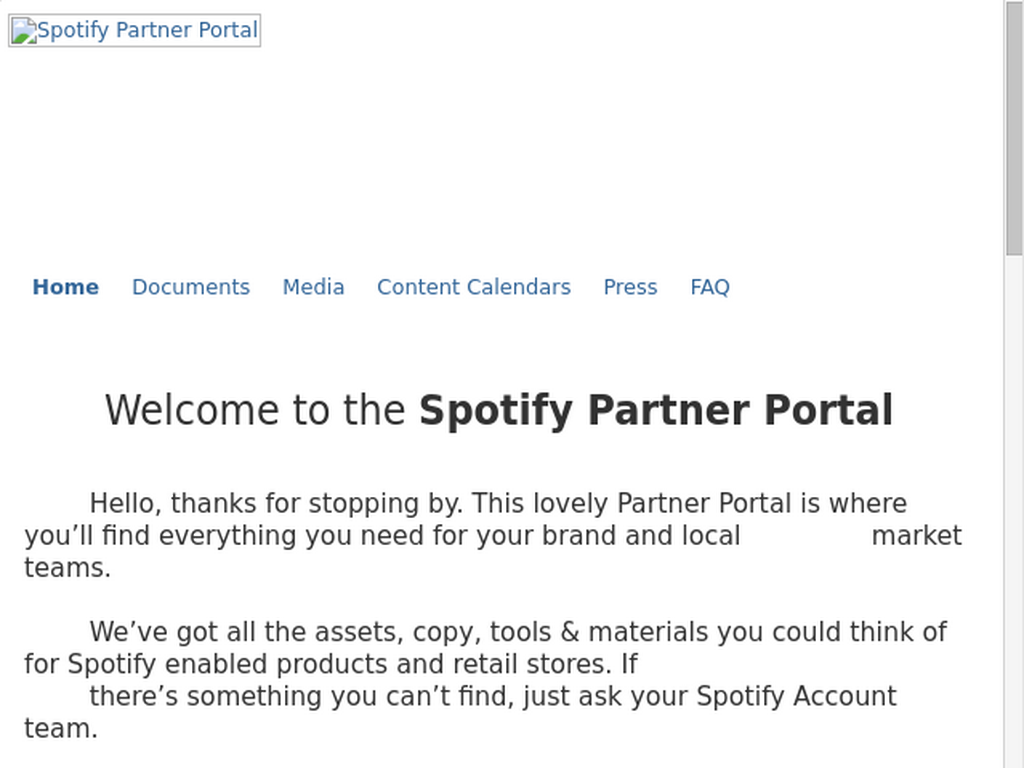 Spotify Partner Portal
Home Documents Media Content Calendars Press FAQ
Welcome to the Spotify Partner Portal
Hello, thanks for stopping by. This lovely Partner Portal is where
you’ll find everything you need for your brand and local market
teams.
We’ve got all the assets, copy, tools & materials you could think of
for Spotify enabled products and retail stores. If
there’s something you can’t find, just ask your Spotify Account
team.